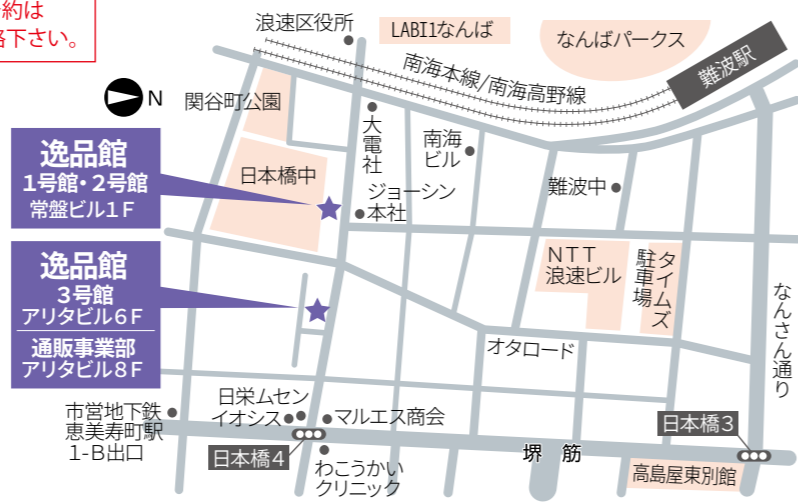 約は
絡下さい。
浪速区役所
LABI1なんば
なんばパークス
難波駅
南海本線/南海高野線
N
関谷町公園
大電社
南海
ビル
逸品館
1号館・2号館
常盤ビル1F
日本橋中
ジョーシン
本社
難波中
逸品館
3号館
アリタビル6F
通販事業部
アリタビル8F
NTT
浪速ビル
タイムズ
駐車場
なんさん通り
オタロード
市営地下鉄
恵美寿町駅
1-B出口
日栄ムセン
イオシス
マルエス商会
日本橋4
わこうかい
クリニック
堺筋
日本橋3
高島屋東別館